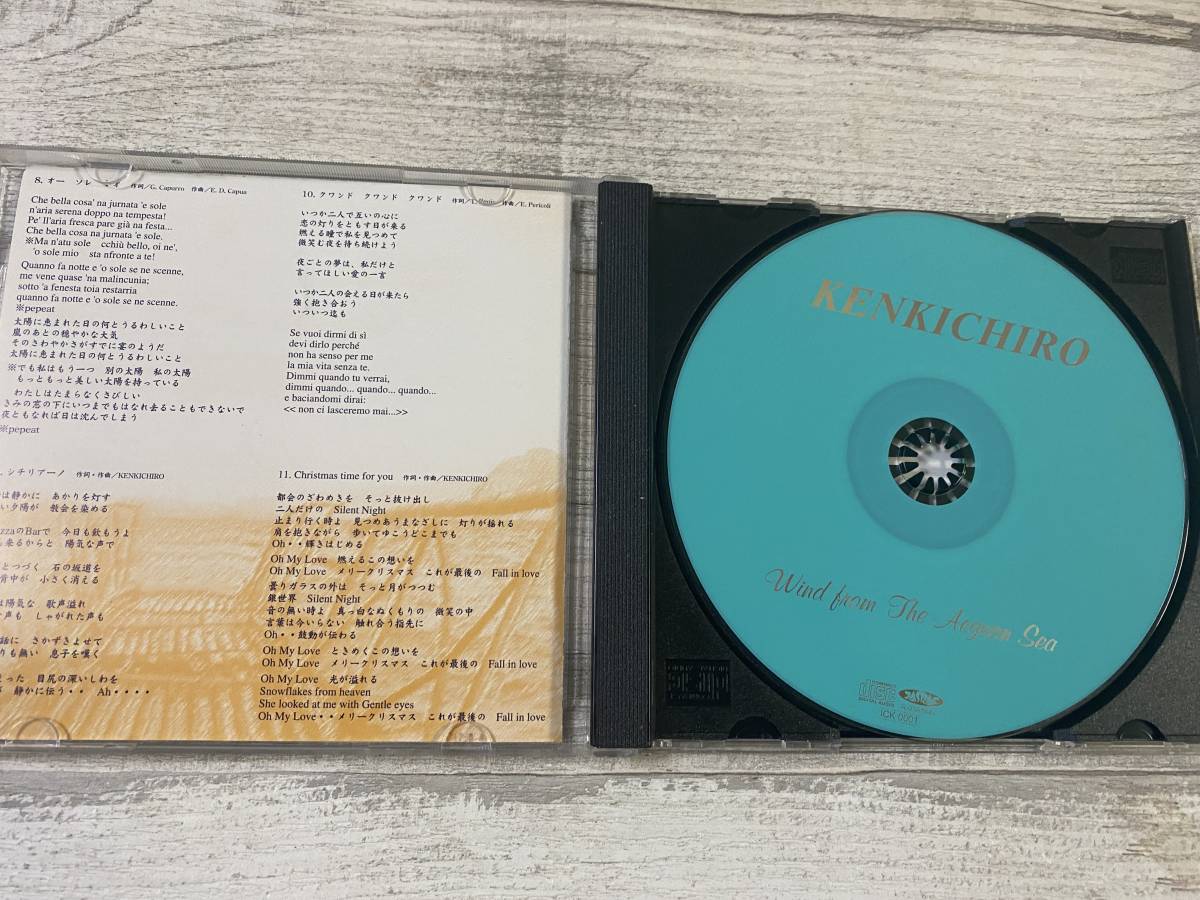 8. オー ソレ ミオ 作詞/G. Capurro 作曲/E. D. Capua
Che bella cosa' na jurnata 'e sole
n'aria serena doppo na tempesta!
Pe' ll'aria fresca pare già na festa...
Che bella cosa na jurnata 'e sole.
※Ma n'atu sole cchiù bello, oi ne',
'o sole mio sta nfronte a te!
Quanno fa notte e 'o sole se ne scenne,
me vene quase 'na malincunia;
sotto 'a fenesta toia restarria
quanno fa notte e 'o sole se ne scenne.
※pepeat
太陽に恵まれた日の何とうるわしいこと
嵐のあとの穏やかな大気
そのさわやかさがすでに宴のようだ
太陽に恵まれた日の何とうるわしいこと
※でも私はもう一つ 別の太陽 私の太陽
もっともっと美しい太陽を持っている
わたしはたまらなくさびしい
きみの窓の下にいつまでもはなれ去ることもできないで
夜ともなれば日は沈んでしまう
※pepeat
. シチリアーノ 作詞・作曲/KENKICHIRO
は静かに あかりを灯す
い夕陽が 教会を染める
zzaのBarで 今日も飲もうよ
来るからと 陽気な声で
とつづく 石の坂道を
背中が 小さく消える
は陽気な 歌声溢れ
声も しゃがれた声も
話に さかずきよせて
りも無い 息子を嘆く
った 目尻の深いしわを
静かに伝う・・ Ah・・・・
10. クワンド クワンド クワンド 作詞/ 作曲/E. Pericoli
いつか二人で互いの心に
恋の灯りをともす日が来る
燃える瞳で私を見つめて
微笑む夜を待ち続けよう
夜ごとの夢は、私だけと
言ってほしい愛の一言
いつか二人の会える日が来たら
強く抱き合おう
いついつ迄も
Se vuoi dirmi di sì
devi dirlo perché
non ha senso per me
la mia vita senza te.
Dimmi quando tu verrai,
dimmi quando... quando... quando...
e baciandomi dirai:
<< non ci lasceremo mai...>>
11. Christmas time for you 作詞・作曲/KENKICHIRO
都会のざわめきを そっと抜け出し
二人だけの Silent Night
止まり行く時よ 見つめあうまなざしに 灯りが揺れる
肩を抱きながら 歩いてゆこうどこまでも
Oh・・輝きはじめる
Oh My Love 燃えるこの想いを
Oh My Love メリークリスマス これが最後の Fall in love
曇りガラスの外は そっと月がつつむ
銀世界 Silent Night
音の無い時よ 真っ白なぬくもりの 微笑の中
言葉は今いらない 触れ合う指先に
Oh・・鼓動が伝わる
Oh My Love ときめくこの想いを
Oh My Love メリークリスマス これが最後の Fall in love
Oh My Love 光が溢れる
Snowflakes from heaven
She looked at me with Gentle eyes
Oh My Love・・メリークリスマス これが最後の Fall in love
KENKICHIRO
Wind from The Aegean Sea
COMPACT
disc
DIGITAL AUDIO
JASRAC
ICK 0001